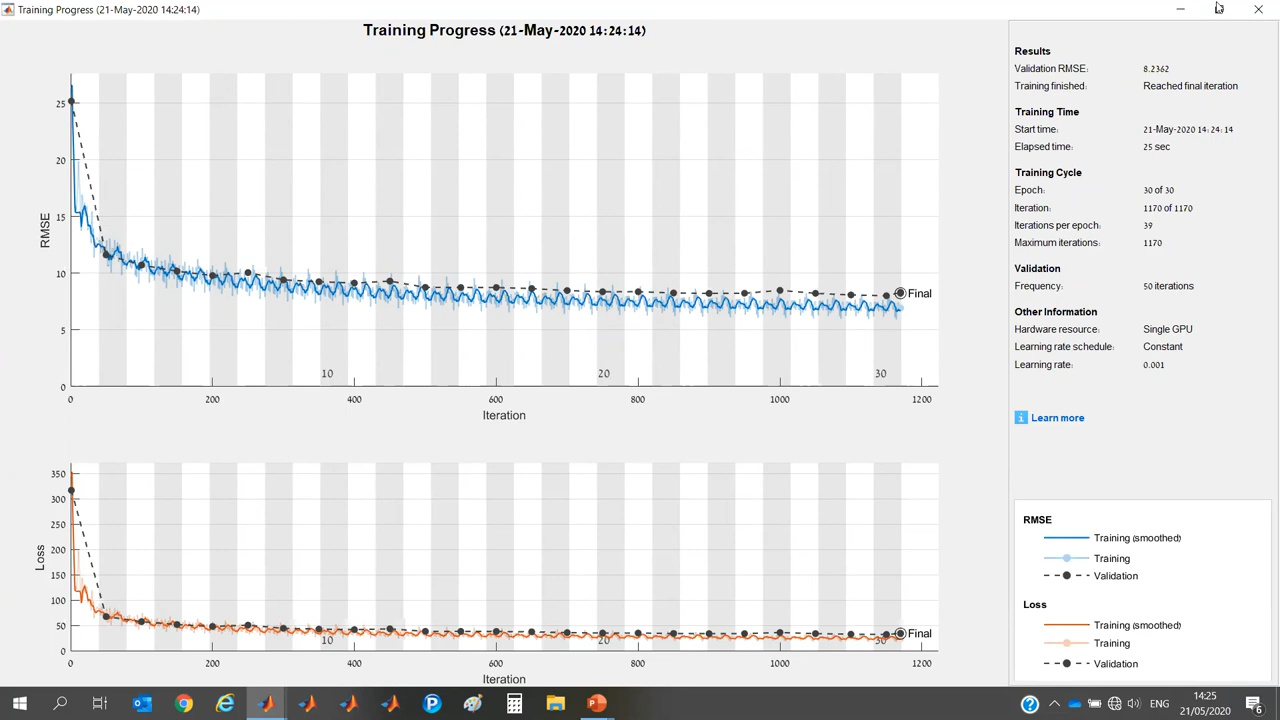 Training Progress (21-May-2020 14:24:14)
Training Progress (21-May-2020 14:24:14)
25
20
15
10
5
0
RMSE
10
20
30
Final
0 200 400 600 800 1000 1200
Iteration
350
300
250
200
150
100
50
0
Loss
10
20
30
Final
0 200 400 600 800 1000 1200
Iteration
Results
Validation RMSE: 8.2362
Training finished: Reached final iteration
Training Time
Start time: 21-May-2020 14:24:14
Elapsed time: 25 sec
Training Cycle
Epoch: 30 of 30
Iteration: 1170 of 1170
Iterations per epoch: 39
Maximum iterations: 1170
Validation
Frequency: 50 iterations
Other Information
Hardware resource: Single GPU
Learning rate schedule: Constant
Learning rate: 0.001
i Learn more
RMSE
Training (smoothed)
Training
Validation
Loss
Training (smoothed)
Training
Validation
ENG
14:25
21/05/2020
6